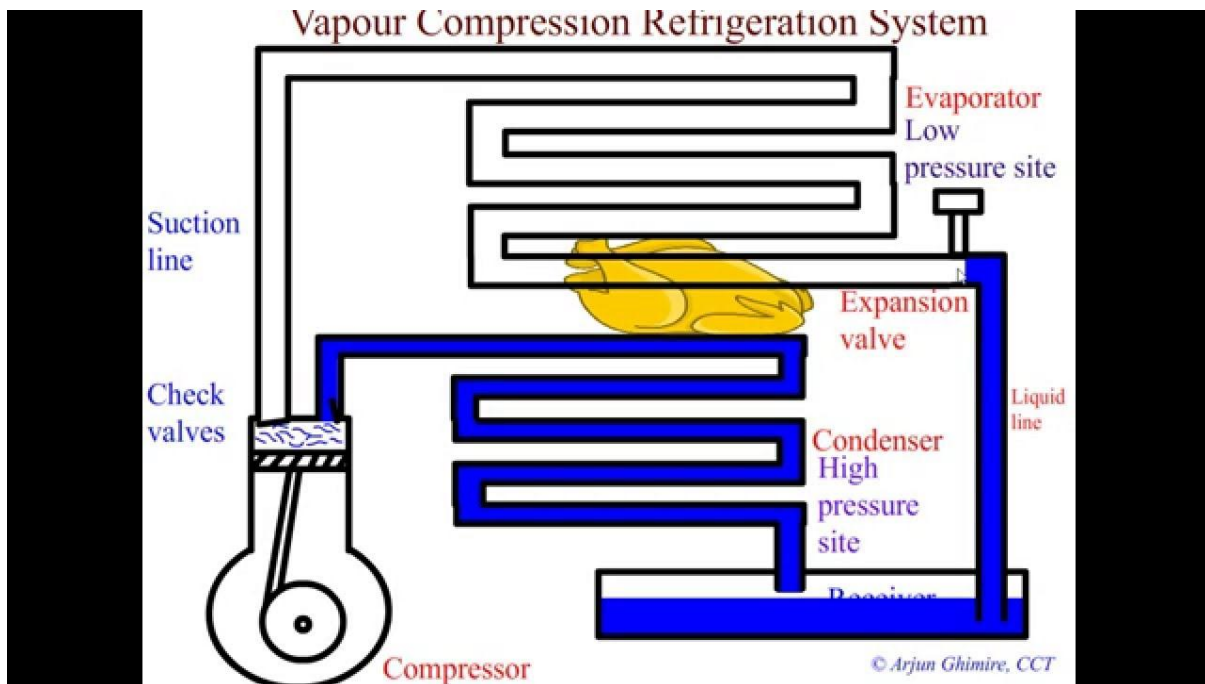 Vapour Compression Refrigeration System
Evaporator
Low
pressure site
Suction
line
Expansion
valve
Check
valves
Liquid
line
Condenser
High
pressure
site
Receiver
Compressor
© Arjun Ghimire, CCT